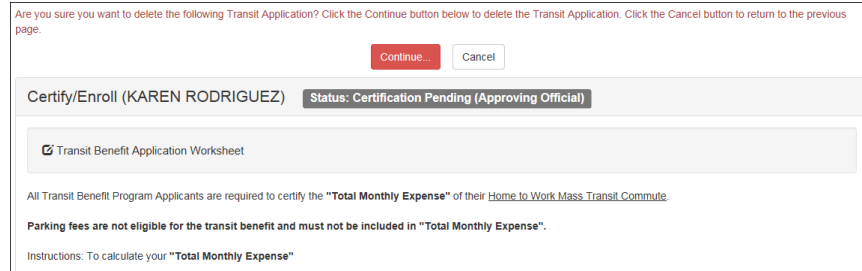 Are you sure you want to delete the following Transit Application? Click the Continue button below to delete the Transit Application. Click the Cancel button to return to the previous
page.
Continue... Cancel
Certify/Enroll (KAREN RODRIGUEZ) Status: Certification Pending (Approving Official)
Transit Benefit Application Worksheet
All Transit Benefit Program Applicants are required to certify the "Total Monthly Expense" of their Home to Work Mass Transit Commute.
Parking fees are not eligible for the transit benefit and must not be included in "Total Monthly Expense".
Instructions: To calculate your "Total Monthly Expense"